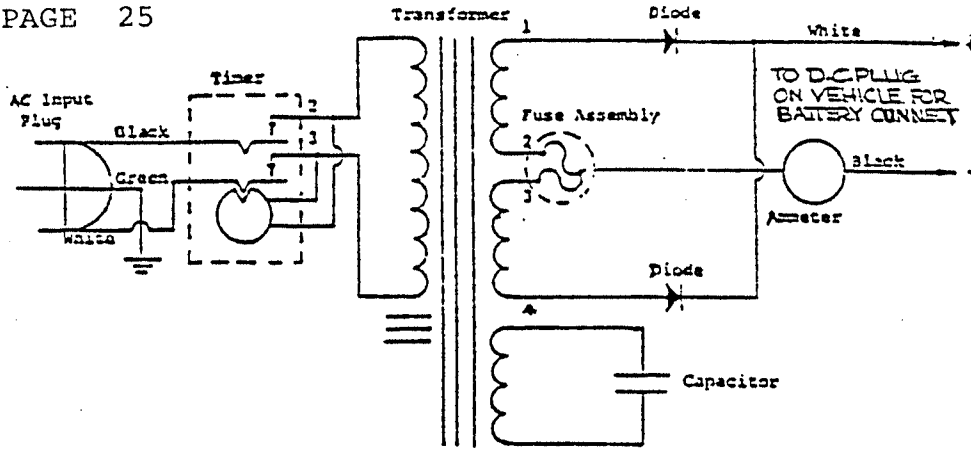 PAGE 25
Transformer
Diode
1
White
Timer
AC Input
Plug
2
Black
3
TO D.C. PLUG
ON VEHICLE FOR
BATTERY CONNECT
Fuse Assembly
2
Black
Green
3
Ammeter
White
Diode
4
Capacitor